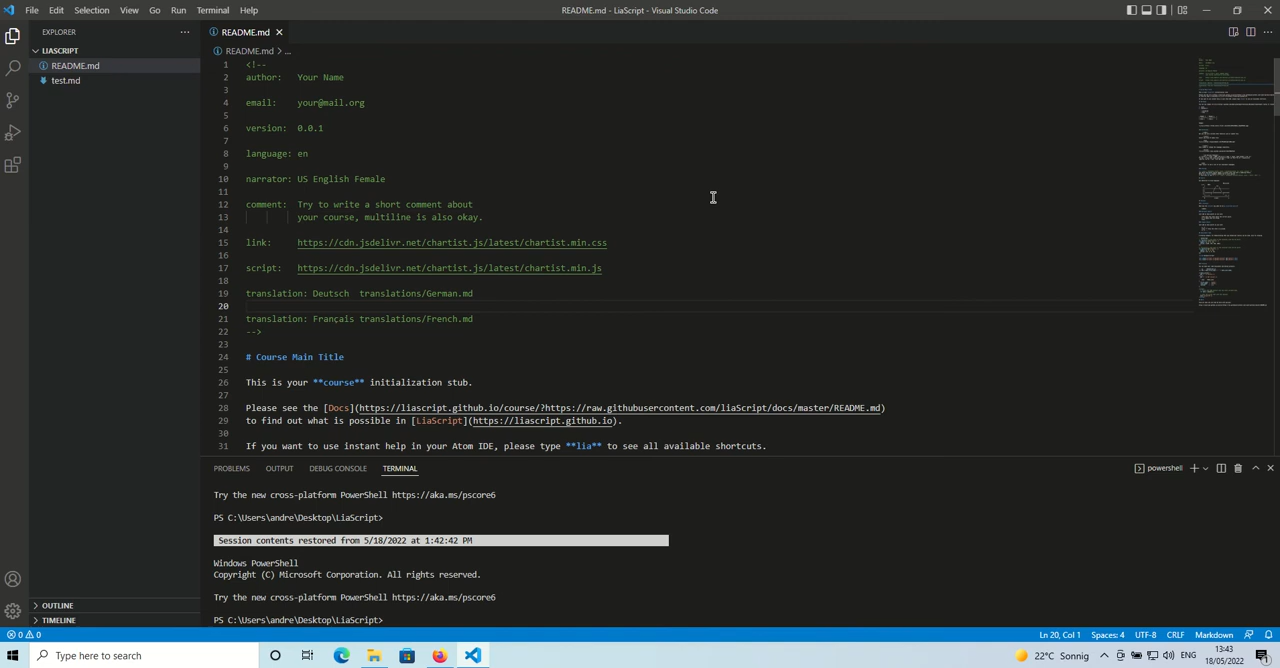 File Edit Selection View Go Run Terminal Help
README.md - LiaScript - Visual Studio Code
EXPLORER
LIASCRIPT
README.md
test.md
OUTLINE
TIMELINE
README.md
README.md > ...
1 <!--
2 author: Your Name
3
4 email: your@mail.org
5
6 version: 0.0.1
7
8 language: en
9
10 narrator: US English Female
11
12 comment: Try to write a short comment about
13 your course, multiline is also okay.
14
15 link: https://cdn.jsdelivr.net/chartist.js/latest/chartist.min.css
16
17 script: https://cdn.jsdelivr.net/chartist.js/latest/chartist.min.js
18
19 translation: Deutsch translations/German.md
20
21 translation: Français translations/French.md
22 -->
23
24 # Course Main Title
25
26 This is your **course** initialization stub.
27
28 Please see the [Docs](https://liascript.github.io/course/?https://raw.githubusercontent.com/liaScript/docs/master/README.md)
29 to find out what is possible in [LiaScript](https://liascript.github.io).
30
31 If you want to use instant help in your Atom IDE, please type **lia** to see all available shortcuts.
PROBLEMS OUTPUT DEBUG CONSOLE TERMINAL
powershell
Try the new cross-platform PowerShell https://aka.ms/pscore6
PS C:\Users\andre\Desktop\LiaScript>
Session contents restored from 5/18/2022 at 1:42:42 PM
Windows PowerShell
Copyright (C) Microsoft Corporation. All rights reserved.
Try the new cross-platform PowerShell https://aka.ms/pscore6
PS C:\Users\andre\Desktop\LiaScript>
0 0
Ln 20, Col 1 Spaces: 4 UTF-8 CRLF Markdown
Type here to search
22°C Sonnig
ENG
13:43
18/05/2022